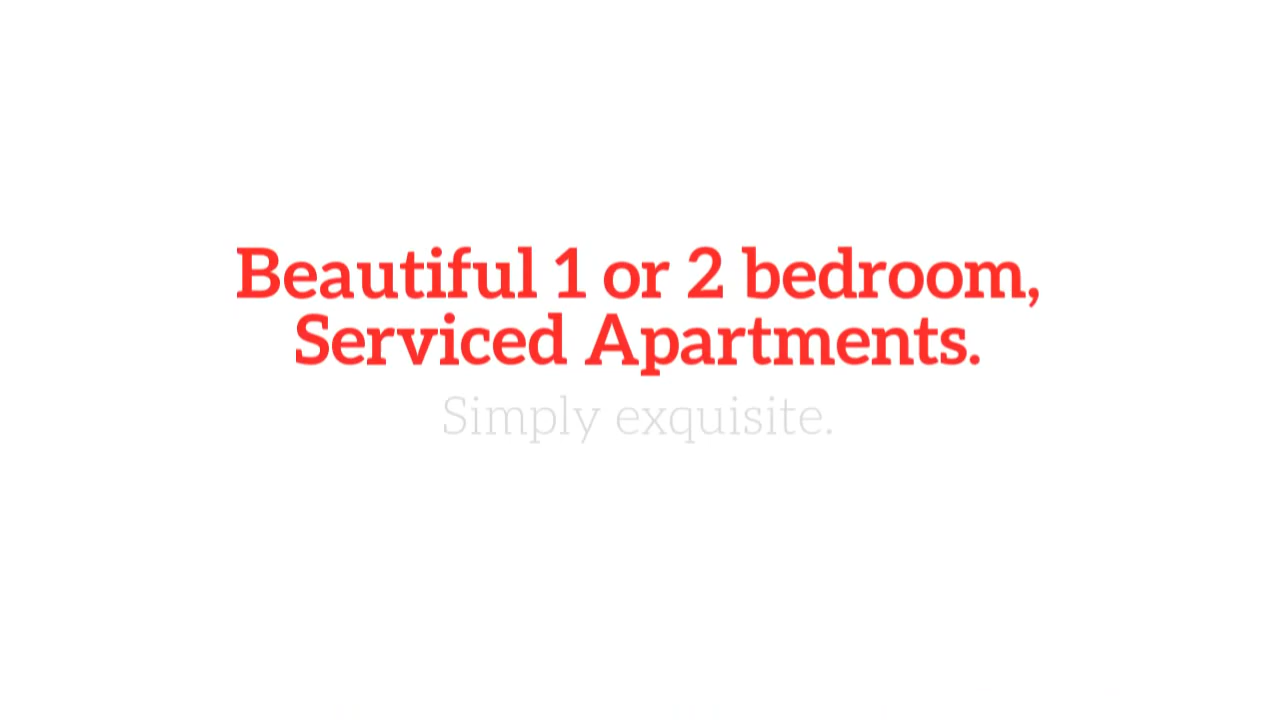 Beautiful 1 or 2 bedroom,
Serviced Apartments.
Simply exquisite.